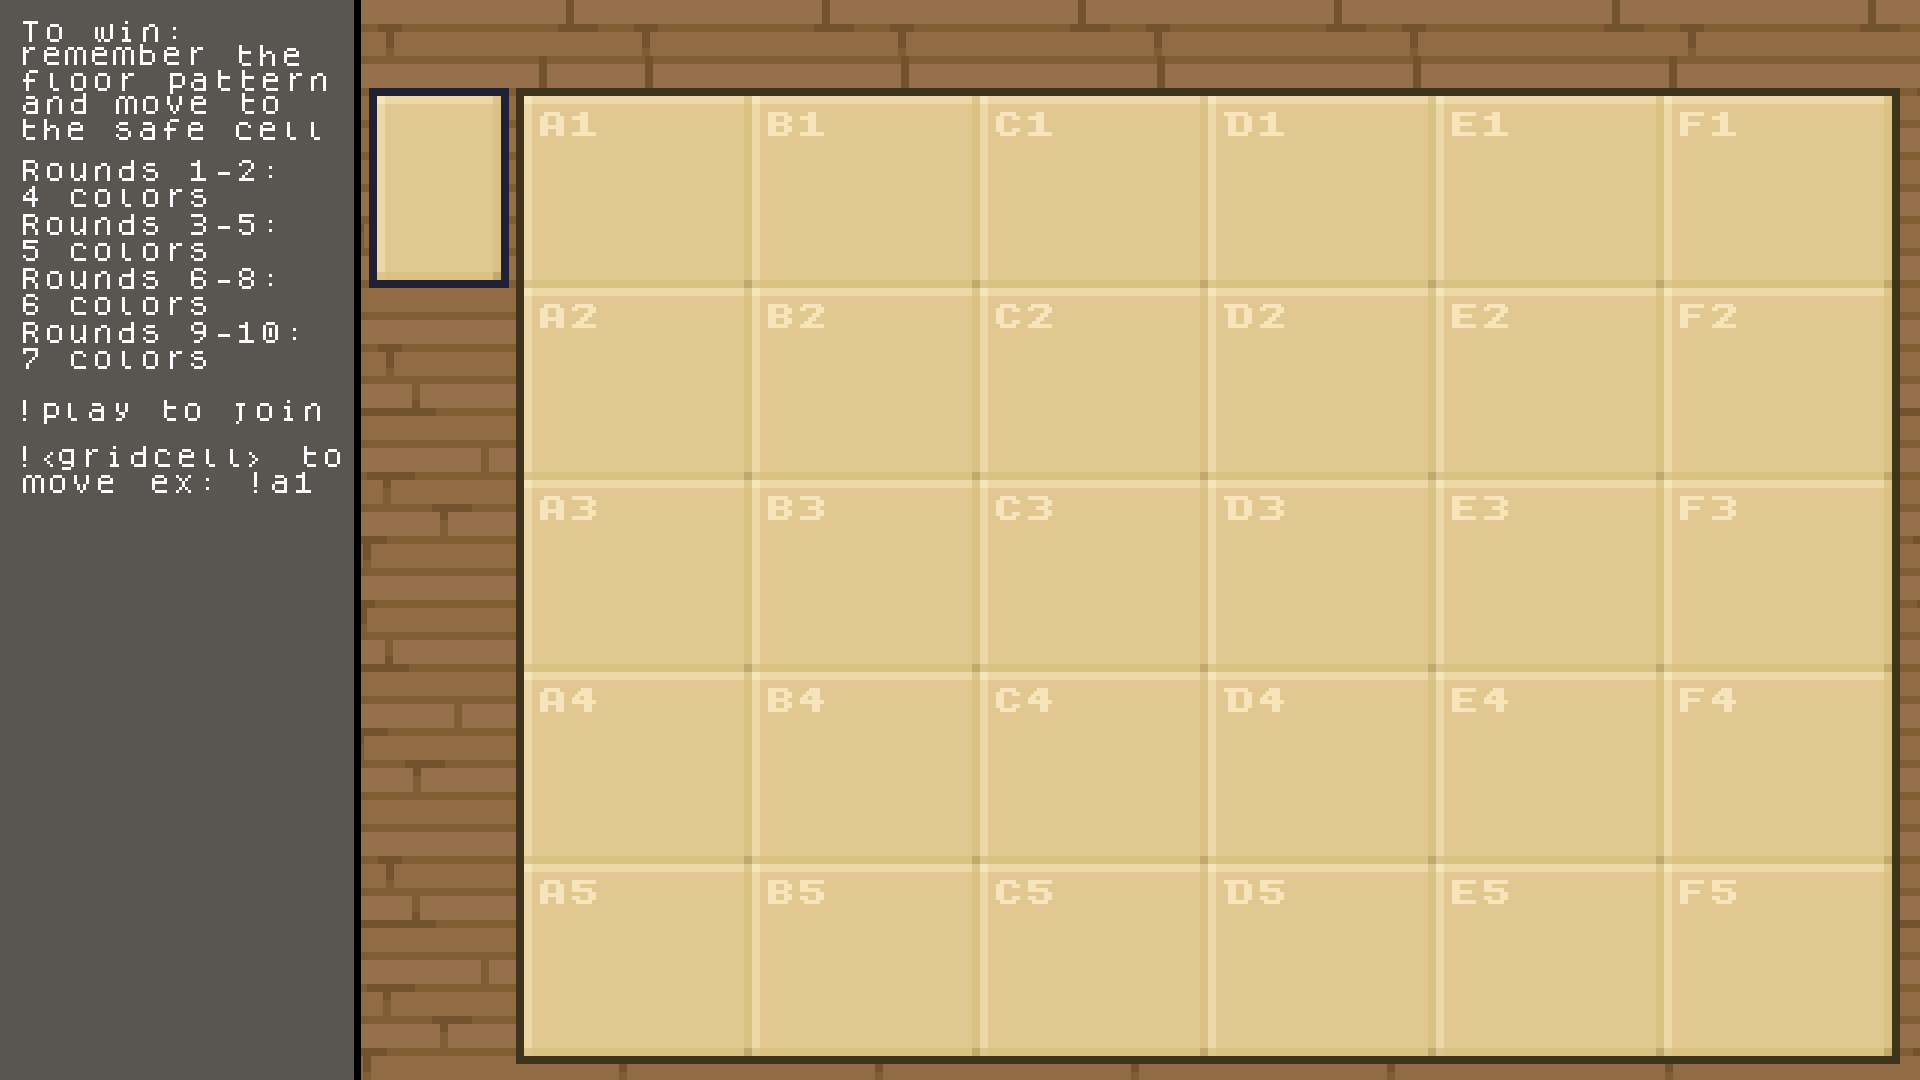 To win:
remember the
floor pattern
and move to
the safe cell
Rounds 1-2:
4 colors
Rounds 3-5:
5 colors
Rounds 6-8:
6 colors
Rounds 9-10:
7 colors
!play to join
!<gridcell> to
move ex: !a1
A1 B1 C1 D1 E1 F1
A2 B2 C2 D2 E2 F2
A3 B3 C3 D3 E3 F3
A4 B4 C4 D4 E4 F4
A5 B5 C5 D5 E5 F5